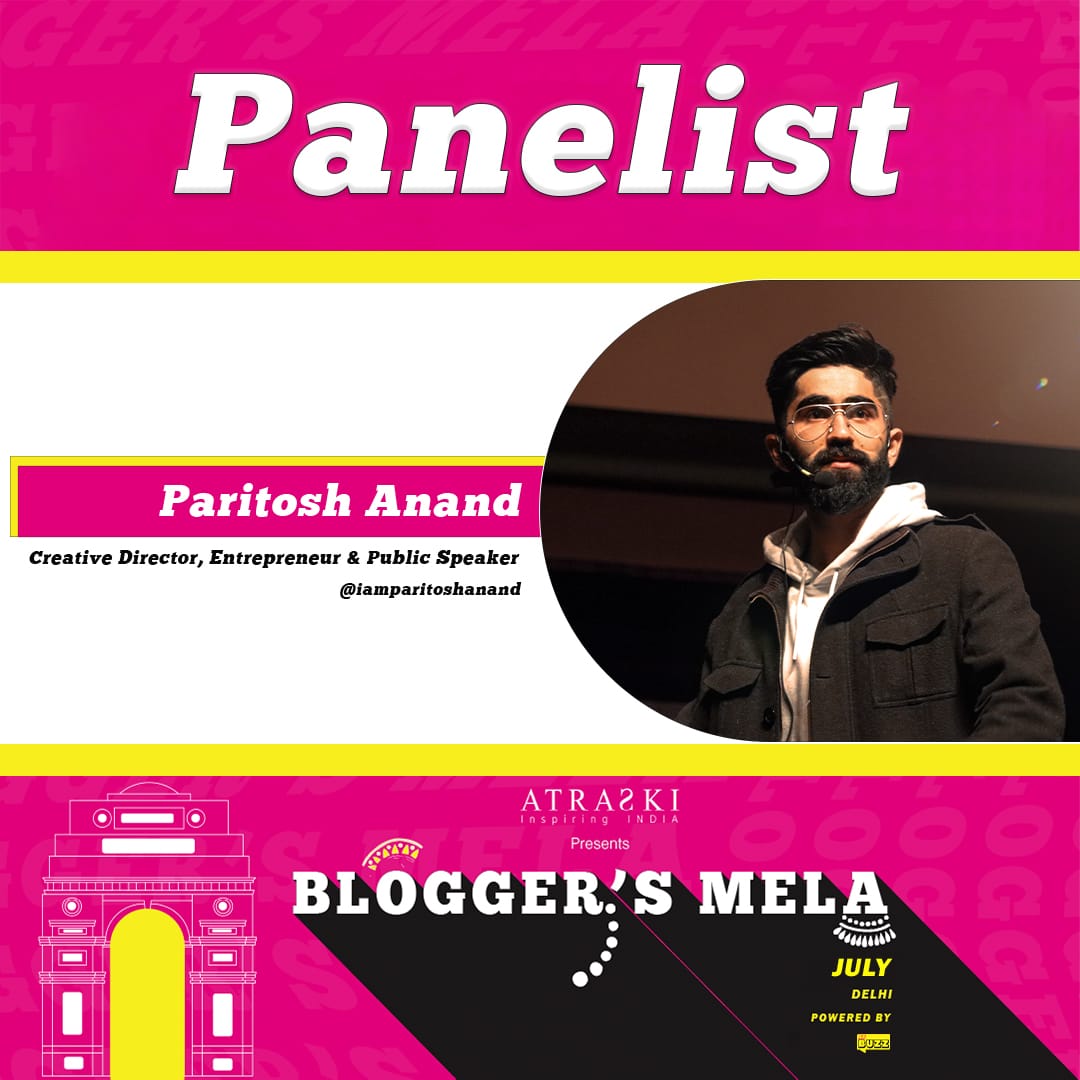 Panelist
Paritosh Anand
Creative Director, Entrepreneur & Public Speaker
@iamparitoshanand
ATRASKI
Inspiring INDIA
Presents
BLOGGER'S MELA
JULY
DELHI
POWERED BY
BUZZ